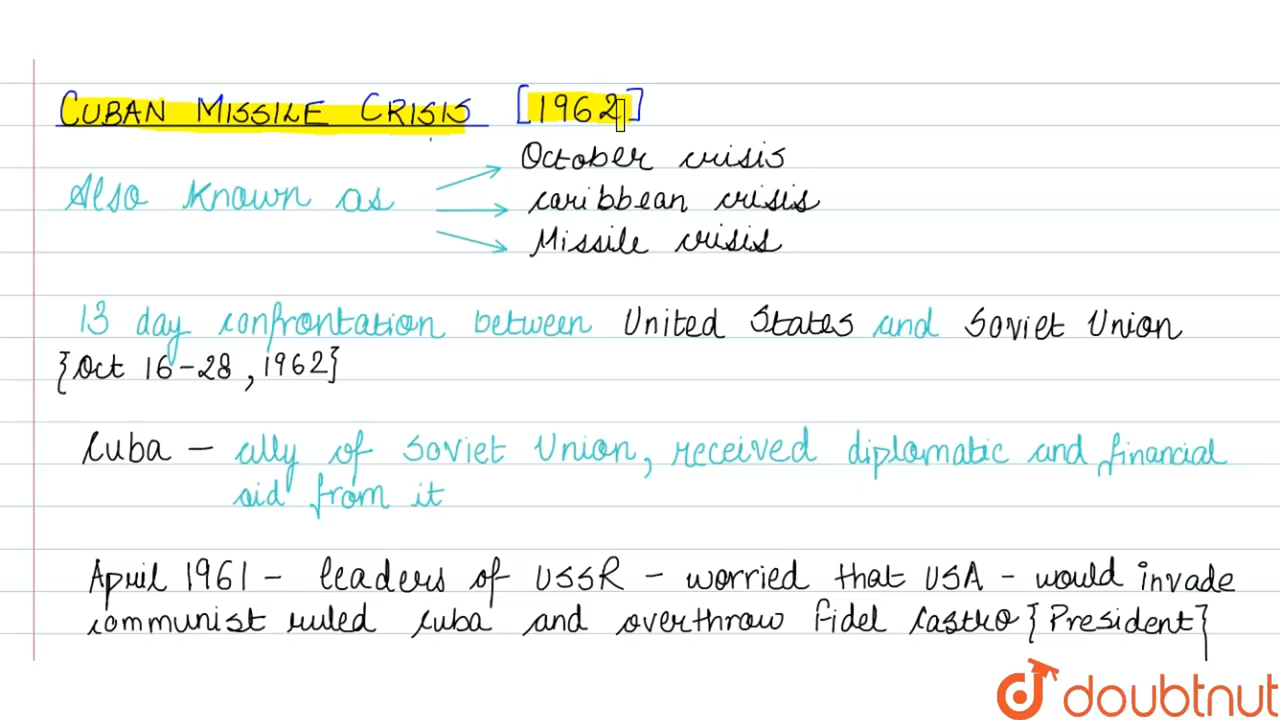 CUBAN MISSILE CRISIS [1962]
October crisis
Also known as
caribbean crisis
Missile crisis
13 day confrontation between United States and Soviet Union
{Oct 16-28, 1962}
Cuba - ally of Soviet Union, received diplomatic and financial
aid from it
April 1961 - leaders of USSR - worried that USA - would invade
communist ruled Cuba and overthrow Fidel Castro {President}
doubtnut